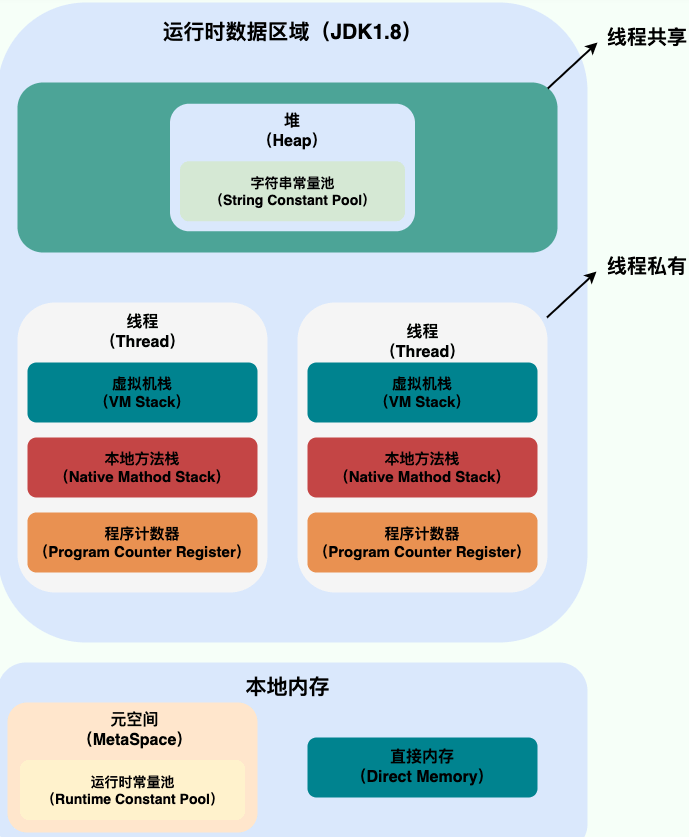 运行时数据区域（JDK1.8）
线程共享
堆
（Heap）
字符串常量池
（String Constant Pool）
线程私有
线程
（Thread）
虚拟机栈
（VM Stack）
本地方法栈
（Native Mathod Stack）
程序计数器
（Program Counter Register）
线程
（Thread）
虚拟机栈
（VM Stack）
本地方法栈
（Native Mathod Stack）
程序计数器
（Program Counter Register）
本地内存
元空间
（MetaSpace）
运行时常量池
（Runtime Constant Pool）
直接内存
（Direct Memory）